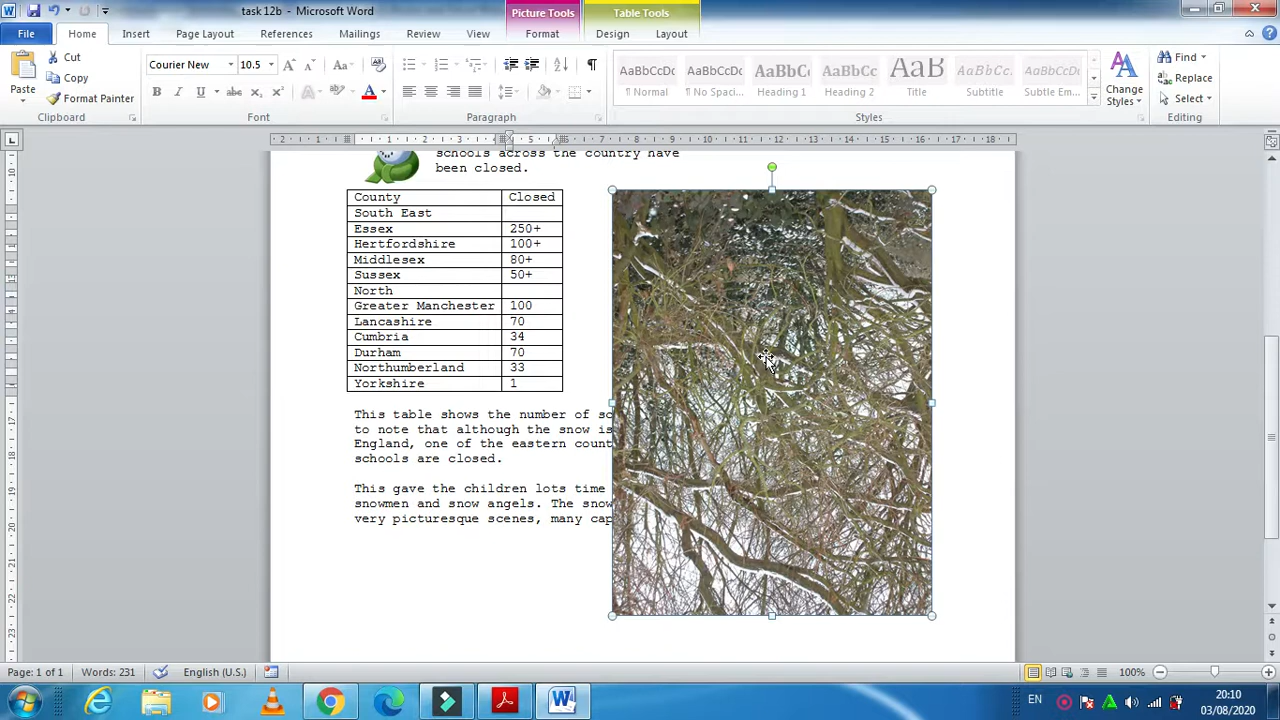 task 12b - Microsoft Word
Picture Tools
Table Tools
File Home Insert Page Layout References Mailings Review View Format Design Layout
Cut
Copy
Format Painter
Paste
Clipboard
Courier New 10.5
Font
Paragraph
AaBbCcDc AaBbCcDc AaBbC AaBbCc AaB AaBbCc AaBbCcD
¶ Normal ¶ No Spaci... Heading 1 Heading 2 Title Subtitle Subtle Em...
Change Styles
Styles
Find
Replace
Select
Editing
schools across the country have
been closed.
County Closed
South East
Essex 250+
Hertfordshire 100+
Middlesex 80+
Sussex 50+
North
Greater Manchester 100
Lancashire 70
Cumbria 34
Durham 70
Northumberland 33
Yorkshire 1
This table shows the number of sc
to note that although the snow is
England, one of the eastern count
schools are closed.
This gave the children lots time
snowmen and snow angels. The snow
very picturesque scenes, many cap
Page: 1 of 1 Words: 231 English (U.S.) 100%
EN
20:10
03/08/2020